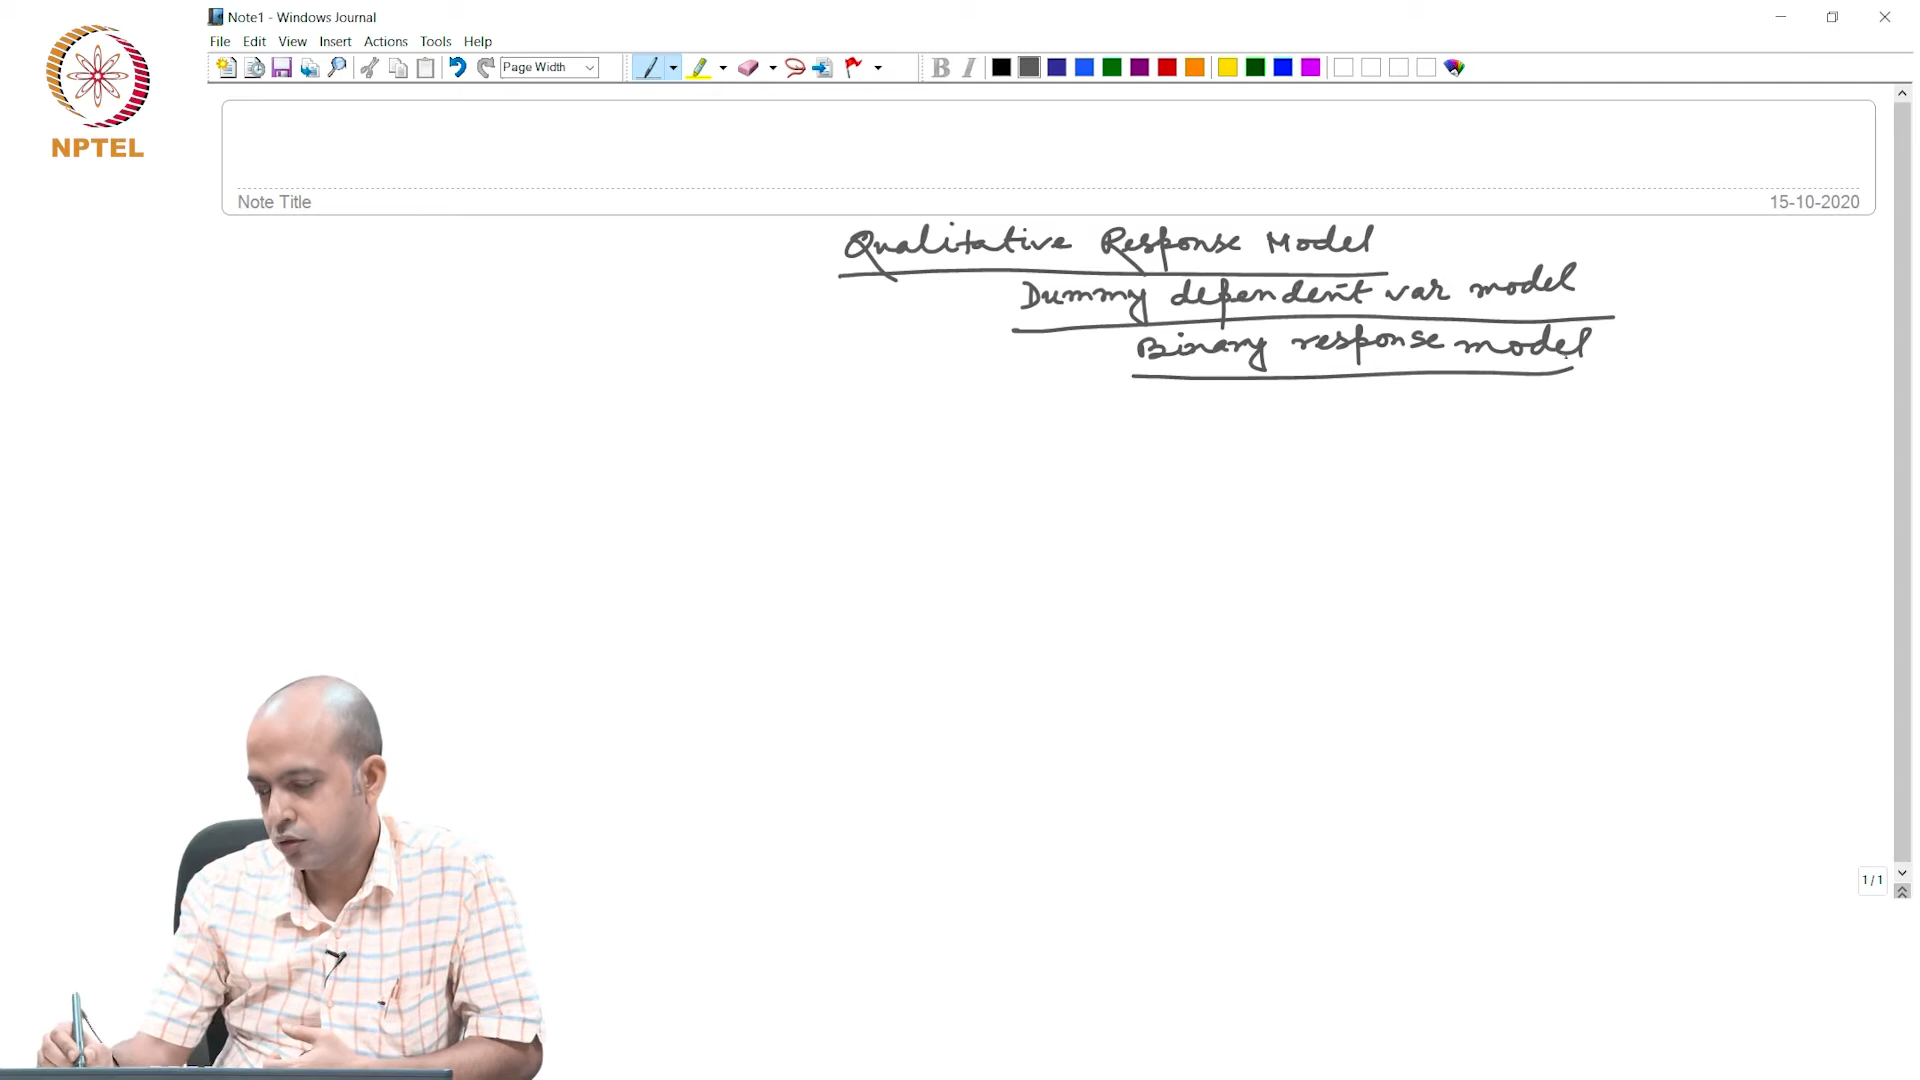 Note1 - Windows Journal
File Edit View Insert Actions Tools Help
Page Width
B I
NPTEL
Note Title
15-10-2020
Qualitative Response Model
Dummy dependent var model
Binary response model
1 / 1